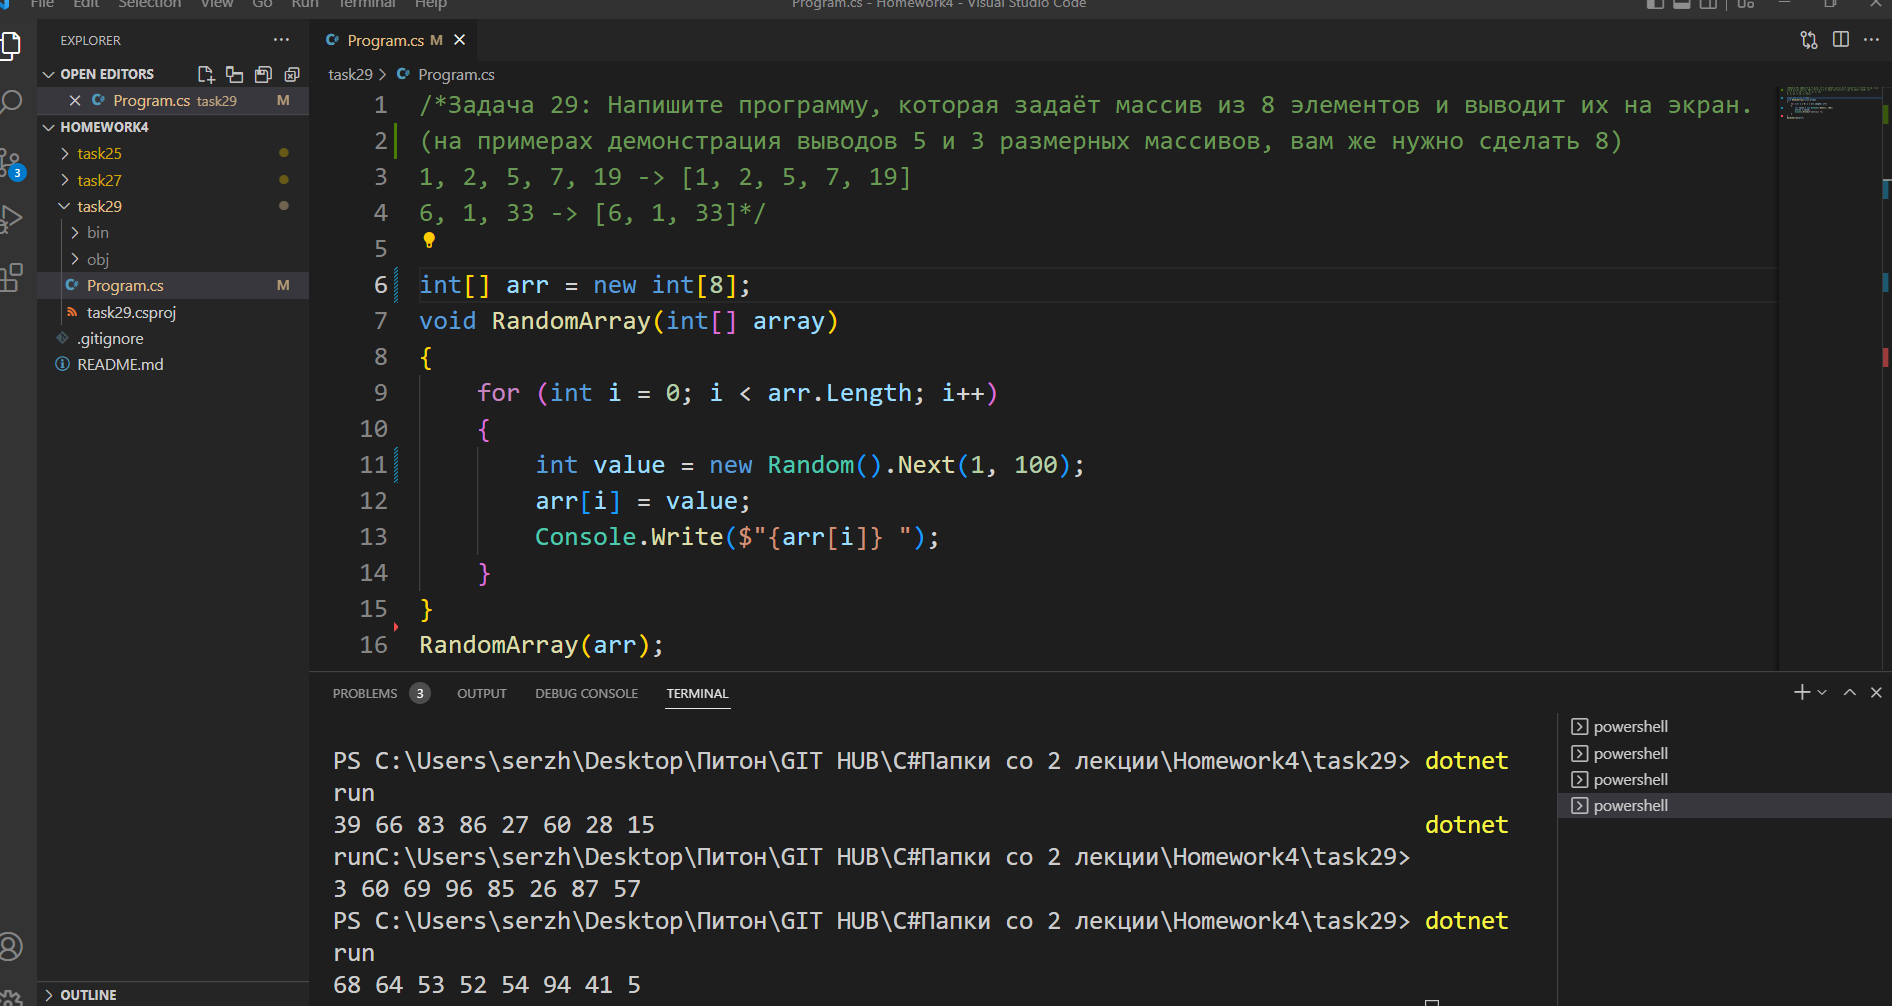 File Edit Selection View Go Run Terminal Help
Program.cs - Homework4 - Visual Studio Code
EXPLORER
OPEN EDITORS
Program.cs task29 M
HOMEWORK4
task25
task27
task29
bin
obj
Program.cs M
task29.csproj
.gitignore
README.md
OUTLINE
3
Program.cs M
task29 > Program.cs
1 /*Задача 29: Напишите программу, которая задаёт массив из 8 элементов и выводит их на экран.
2 (на примерах демонстрация выводов 5 и 3 размерных массивов, вам же нужно сделать 8)
3 1, 2, 5, 7, 19 -> [1, 2, 5, 7, 19]
4 6, 1, 33 -> [6, 1, 33]*/
5
6 int[] arr = new int[8];
7 void RandomArray(int[] array)
8 {
9 for (int i = 0; i < arr.Length; i++)
10 {
11 int value = new Random().Next(1, 100);
12 arr[i] = value;
13 Console.Write($"{arr[i]} ");
14 }
15 }
16 RandomArray(arr);
PROBLEMS 3 OUTPUT DEBUG CONSOLE TERMINAL
PS C:\Users\serzh\Desktop\Питон\GIT HUB\C#Папки со 2 лекции\Homework4\task29> dotnet
run
39 66 83 86 27 60 28 15 dotnet
runC:\Users\serzh\Desktop\Питон\GIT HUB\C#Папки со 2 лекции\Homework4\task29>
3 60 69 96 85 26 87 57
PS C:\Users\serzh\Desktop\Питон\GIT HUB\C#Папки со 2 лекции\Homework4\task29> dotnet
run
68 64 53 52 54 94 41 5
powershell
powershell
powershell
powershell